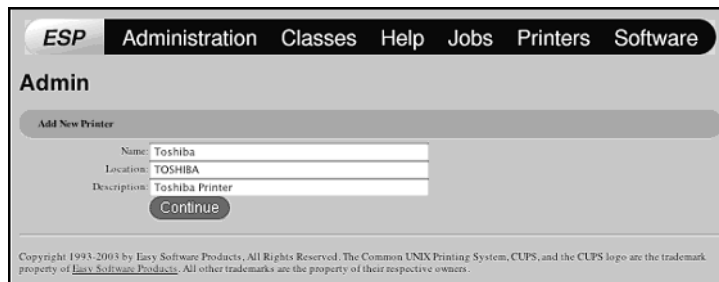 ESP Administration Classes Help Jobs Printers Software
Admin
Add New Printer
Name: Toshiba
Location: TOSHIBA
Description: Toshiba Printer
Continue
Copyright 1993-2003 by Easy Software Products, All Rights Reserved. The Common UNIX Printing System, CUPS, and the CUPS logo are the trademark
property of Easy Software Products. All other trademarks are the property of their respective owners.